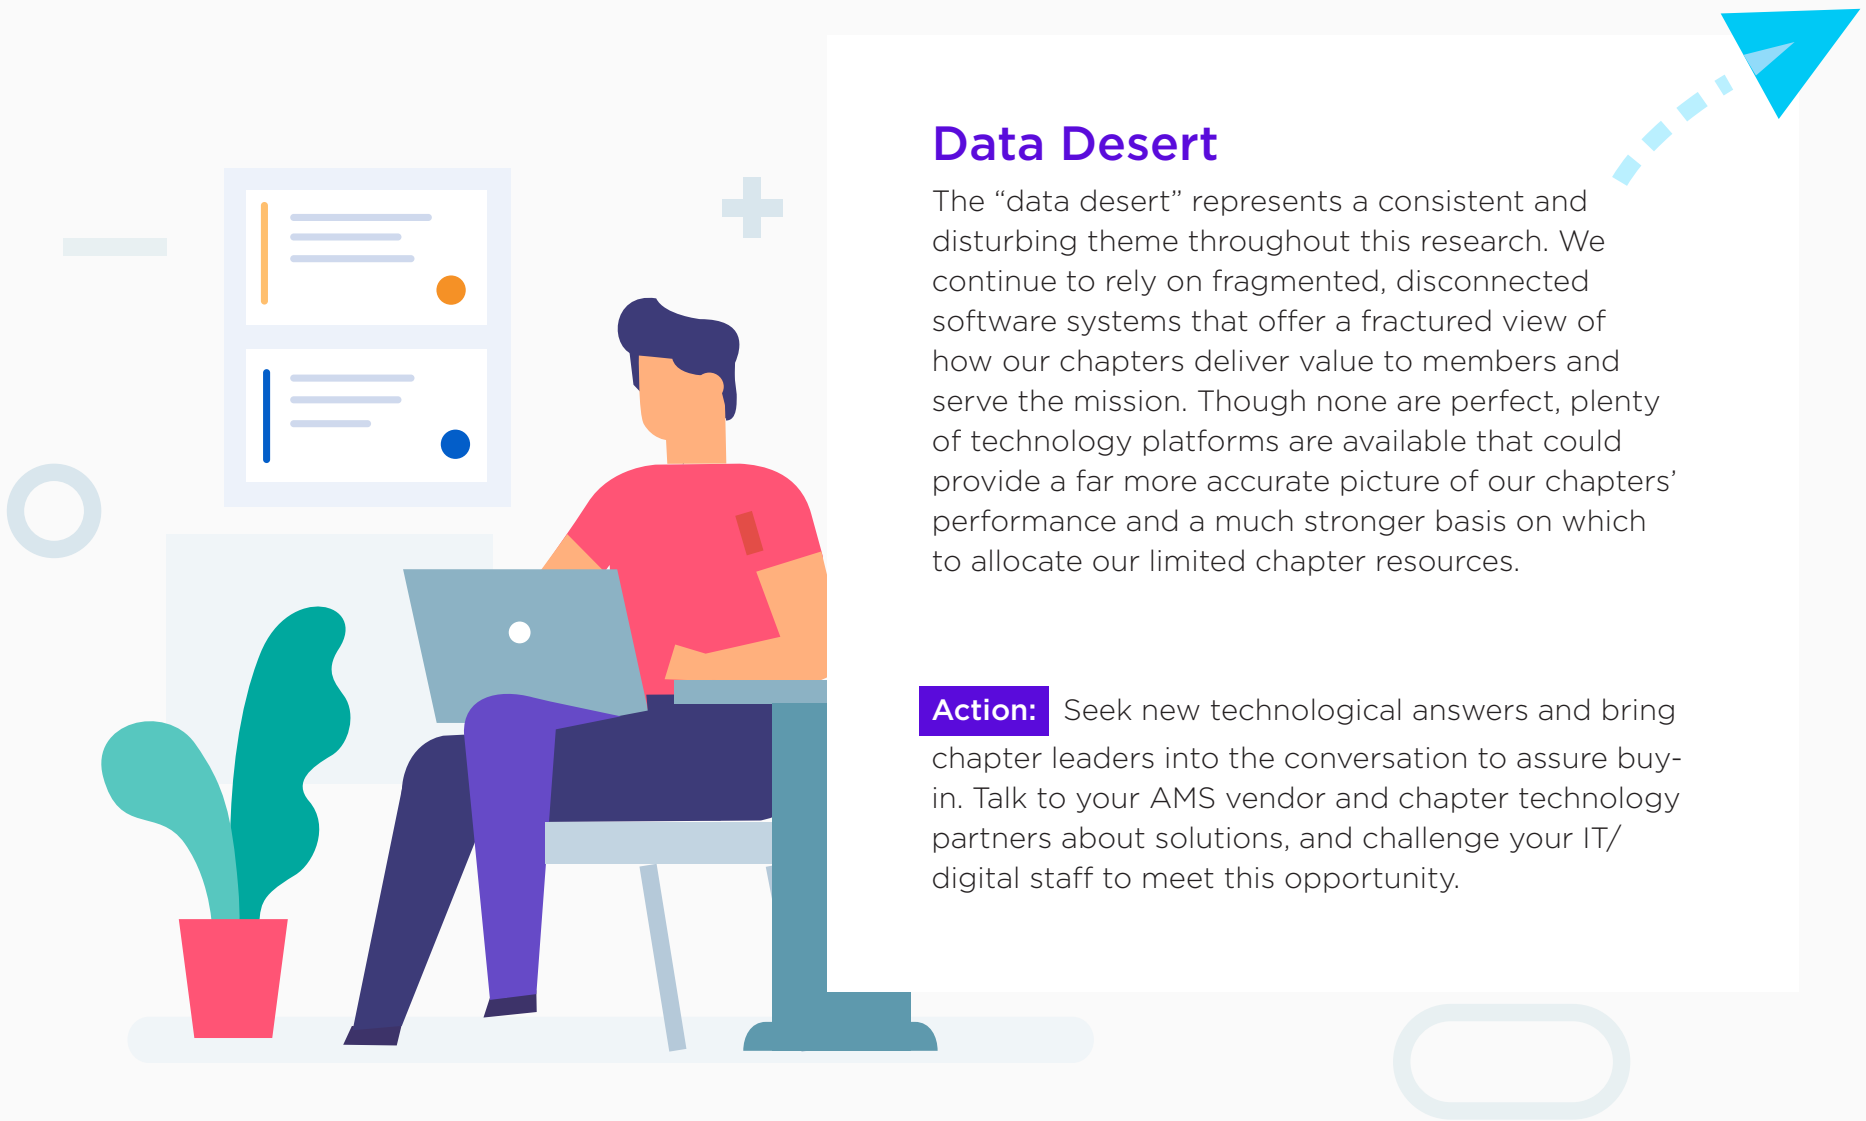 Data Desert
The “data desert” represents a consistent and
disturbing theme throughout this research. We
continue to rely on fragmented, disconnected
software systems that offer a fractured view of
how our chapters deliver value to members and
serve the mission. Though none are perfect, plenty
of technology platforms are available that could
provide a far more accurate picture of our chapters’
performance and a much stronger basis on which
to allocate our limited chapter resources.
Action: Seek new technological answers and bring
chapter leaders into the conversation to assure buy-
in. Talk to your AMS vendor and chapter technology
partners about solutions, and challenge your IT/
digital staff to meet this opportunity.